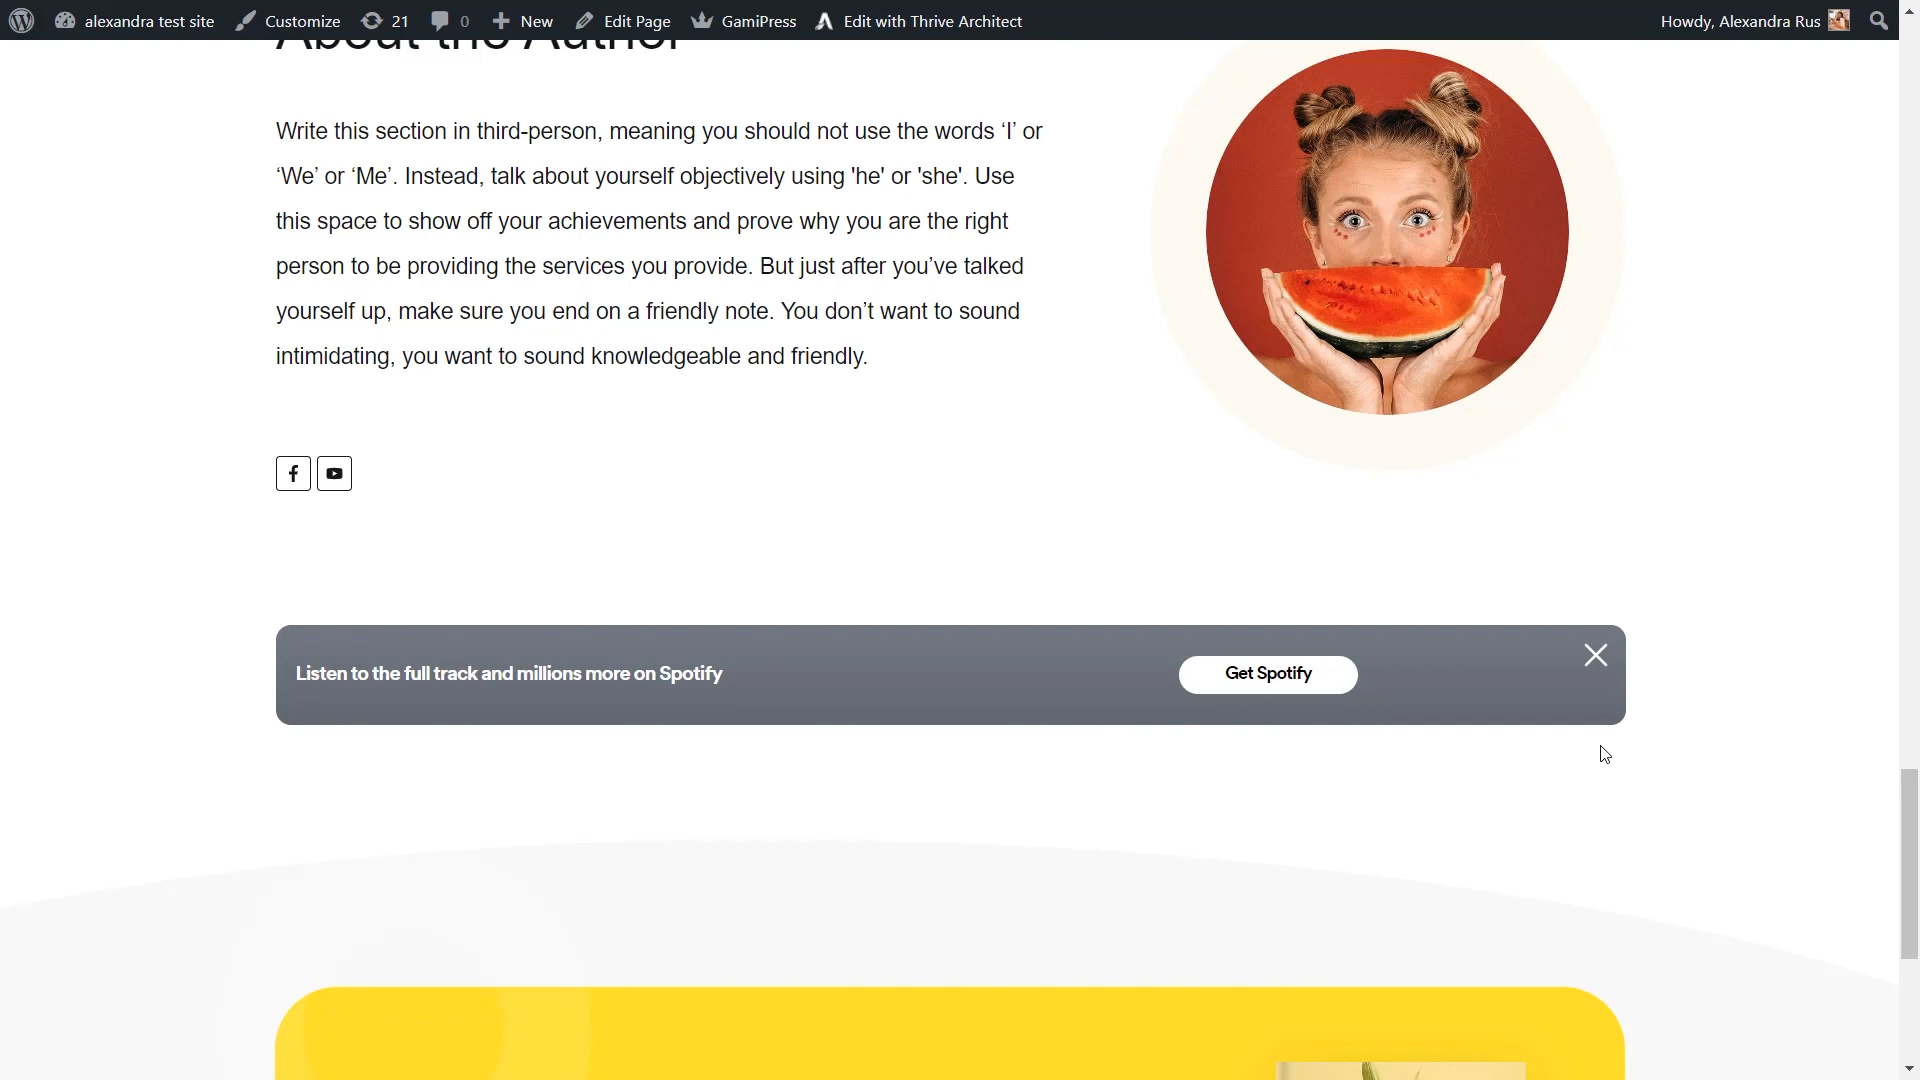 alexandra test site Customize 21 0 New Edit Page GamiPress Edit with Thrive Architect Howdy, Alexandra Rus
About the Author
Write this section in third-person, meaning you should not use the words ‘I’ or
‘We’ or ‘Me’. Instead, talk about yourself objectively using 'he' or 'she'. Use
this space to show off your achievements and prove why you are the right
person to be providing the services you provide. But just after you’ve talked
yourself up, make sure you end on a friendly note. You don’t want to sound
intimidating, you want to sound knowledgeable and friendly.
Listen to the full track and millions more on Spotify
Get Spotify